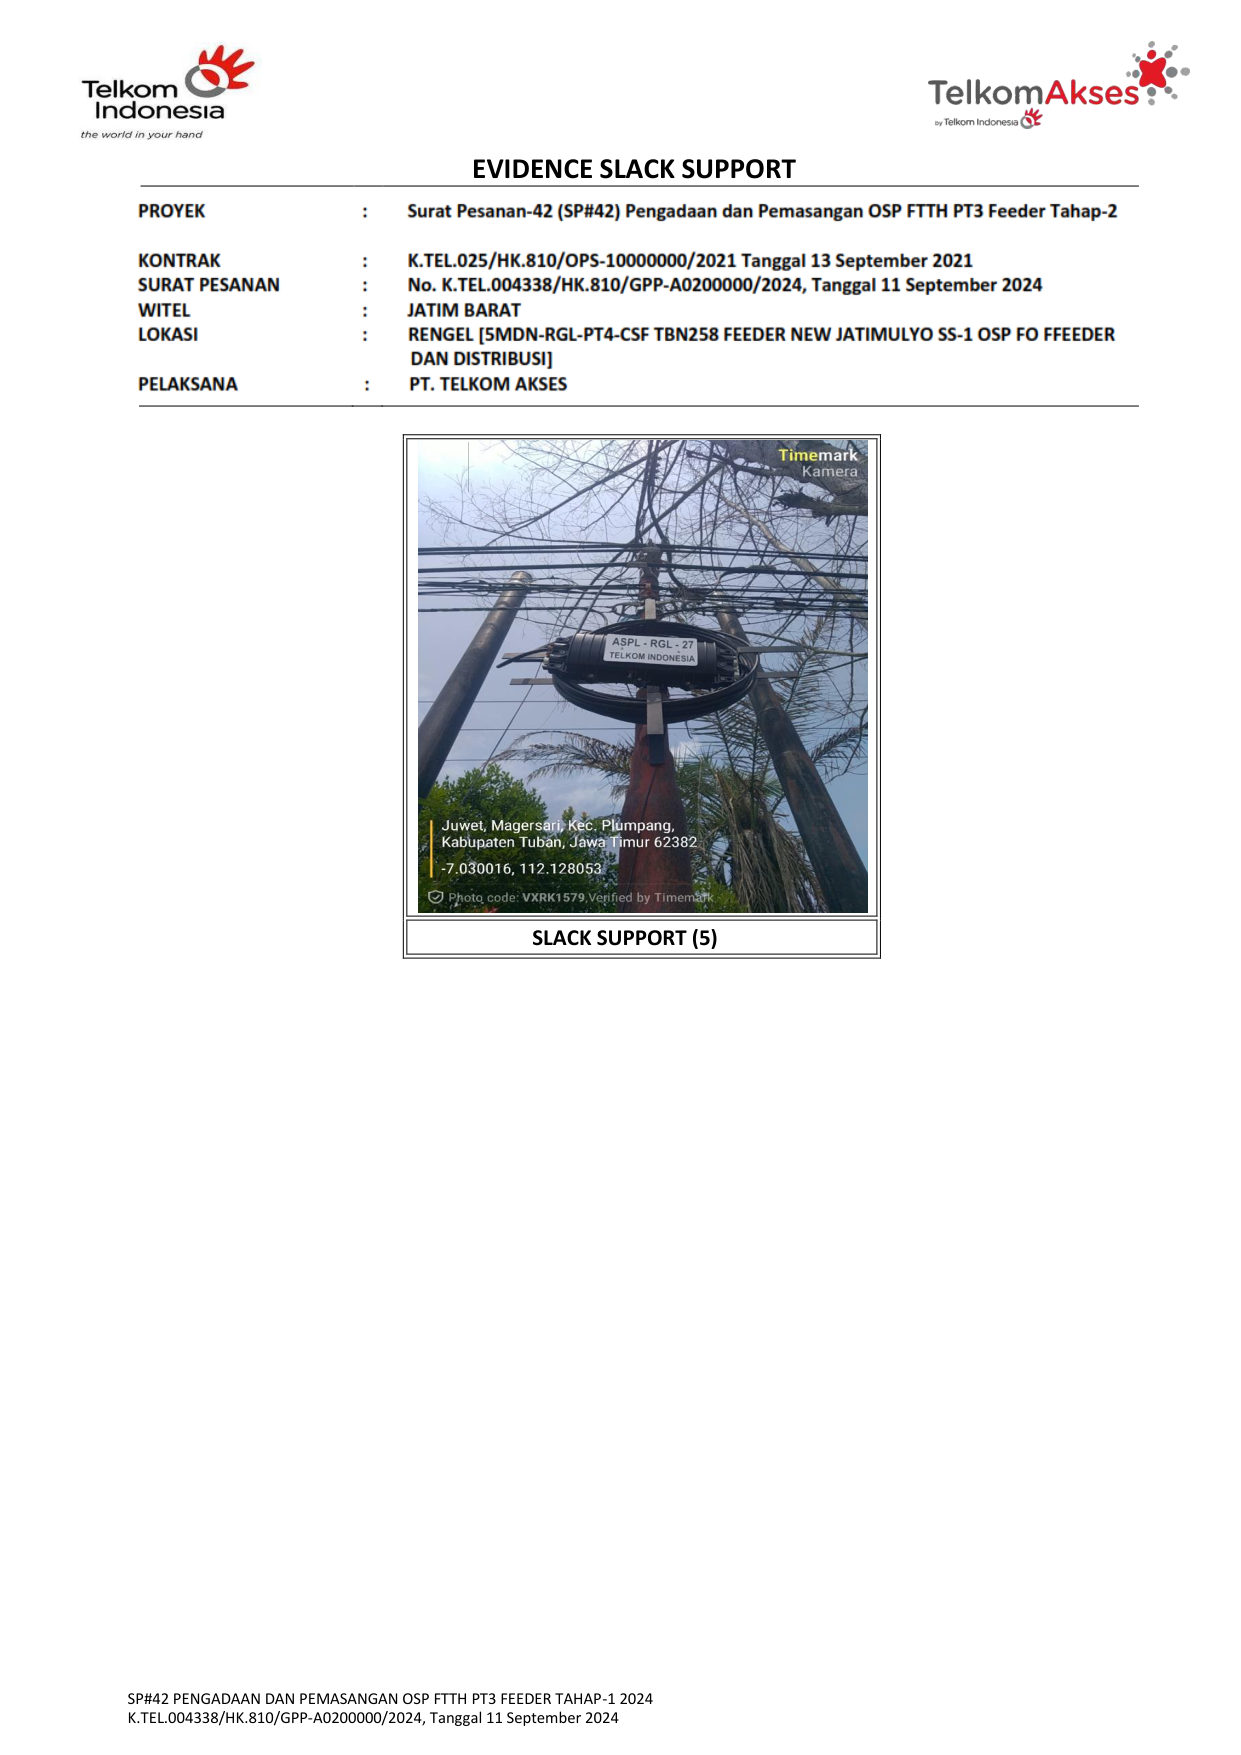 Telkom
Indonesia
the world in your hand
TelkomAkses
by Telkom Indonesia
EVIDENCE SLACK SUPPORT
PROYEK : Surat Pesanan-42 (SP#42) Pengadaan dan Pemasangan OSP FTTH PT3 Feeder Tahap-2
KONTRAK : K.TEL.025/HK.810/OPS-10000000/2021 Tanggal 13 September 2021
SURAT PESANAN : No. K.TEL.004338/HK.810/GPP-A0200000/2024, Tanggal 11 September 2024
WITEL : JATIM BARAT
LOKASI : RENGEL [5MDN-RGL-PT4-CSF TBN258 FEEDER NEW JATIMULYO SS-1 OSP FO FFEEDER
DAN DISTRIBUSI]
PELAKSANA : PT. TELKOM AKSES
Timemark
Kamera
ASPL - RGL - 27
TELKOM INDONESIA
Juwet, Magersari, Kec. Plumpang,
Kabupaten Tuban, Jawa Timur 62382
-7.030016, 112.128053
Photo code: VXRK1579,Verified by Timemark
SLACK SUPPORT (5)
SP#42 PENGADAAN DAN PEMASANGAN OSP FTTH PT3 FEEDER TAHAP-1 2024
K.TEL.004338/HK.810/GPP-A0200000/2024, Tanggal 11 September 2024